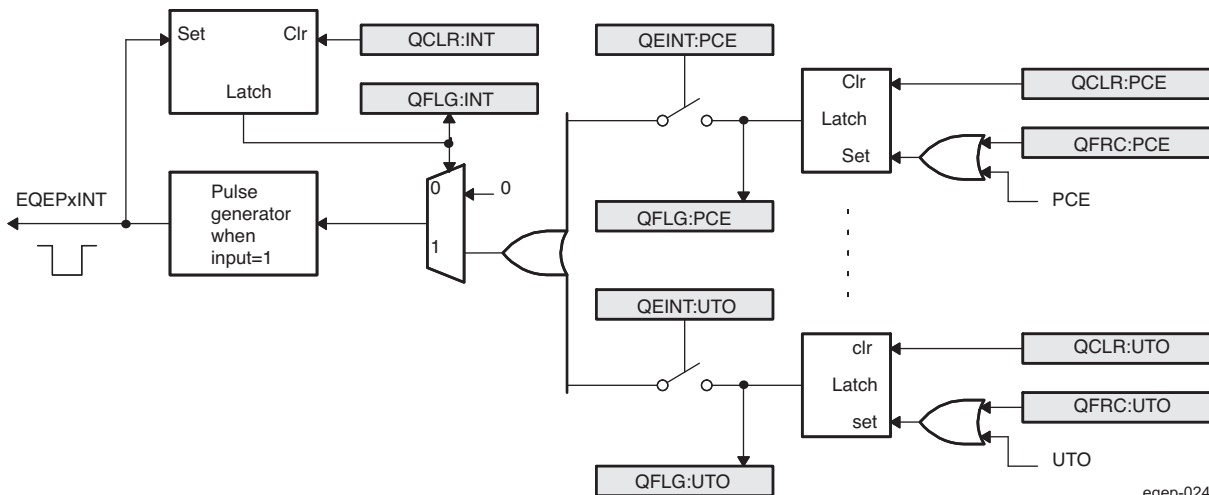 Set
Clr
Latch
QCLR:INT
QFLG:INT
EQEPxINT
Pulse
generator
when
input=1
0
1
0
QEINT:PCE
QFLG:PCE
Clr
Latch
Set
QCLR:PCE
QFRC:PCE
PCE
QEINT:UTO
QFLG:UTO
clr
Latch
set
QCLR:UTO
QFRC:UTO
UTO
eqep-024